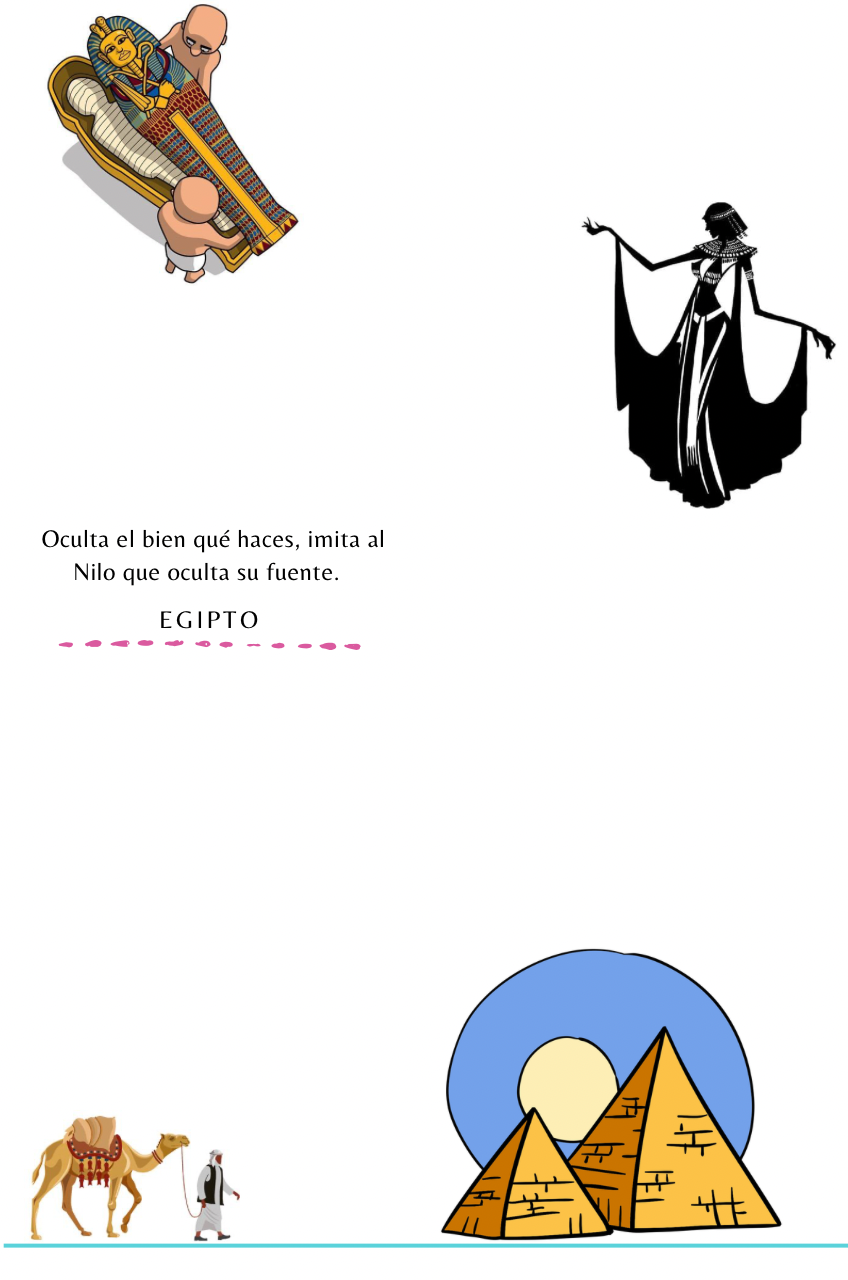 Oculta el bien qué haces, imita al
Nilo que oculta su fuente.
EGIPTO